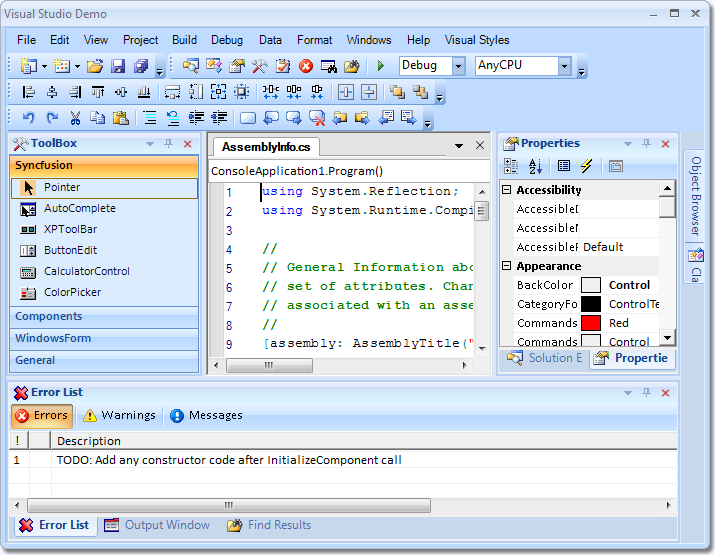 Visual Studio Demo
File Edit View Project Build Debug Data Format Windows Help Visual Styles
Debug AnyCPU
ToolBox
Syncfusion
Pointer
AutoComplete
XPToolBar
ButtonEdit
CalculatorControl
ColorPicker
Components
WindowsForm
General
AssemblyInfo.cs
ConsoleApplication1.Program()
1 using System.Reflection;
2 using System.Runtime.Compi
3
4 //
5 // General Information abo
6 // set of attributes. Chan
7 // associated with an asse
8 //
9 [assembly: AssemblyTitle("
Properties
Accessibility
Accessible
Accessible
AccessibleR Default
Appearance
BackColor Control
CategoryFo ControlTe
Commands Red
Commands Control
Solution E Propertie
Object Browser
Cla
Error List
Errors Warnings Messages
! Description
1 TODO: Add any constructor code after InitializeComponent call
Error List Output Window Find Results